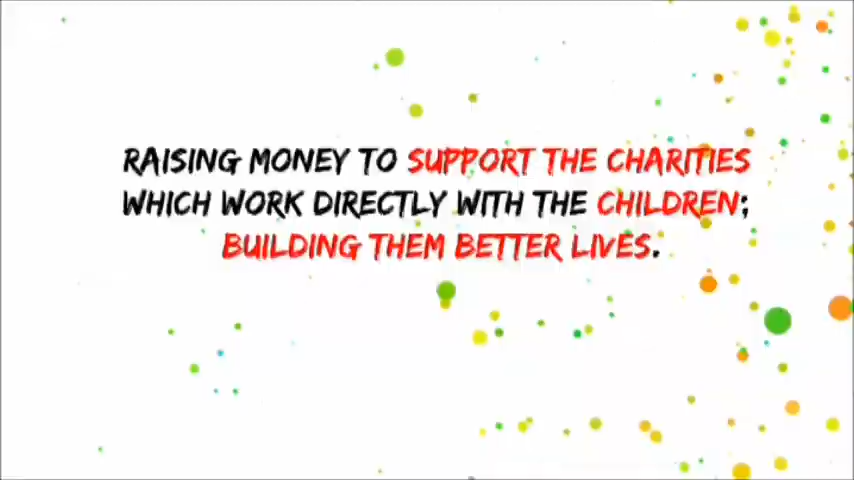 RAISING MONEY TO SUPPORT THE CHARITIES
WHICH WORK DIRECTLY WITH THE CHILDREN;
BUILDING THEM BETTER LIVES.